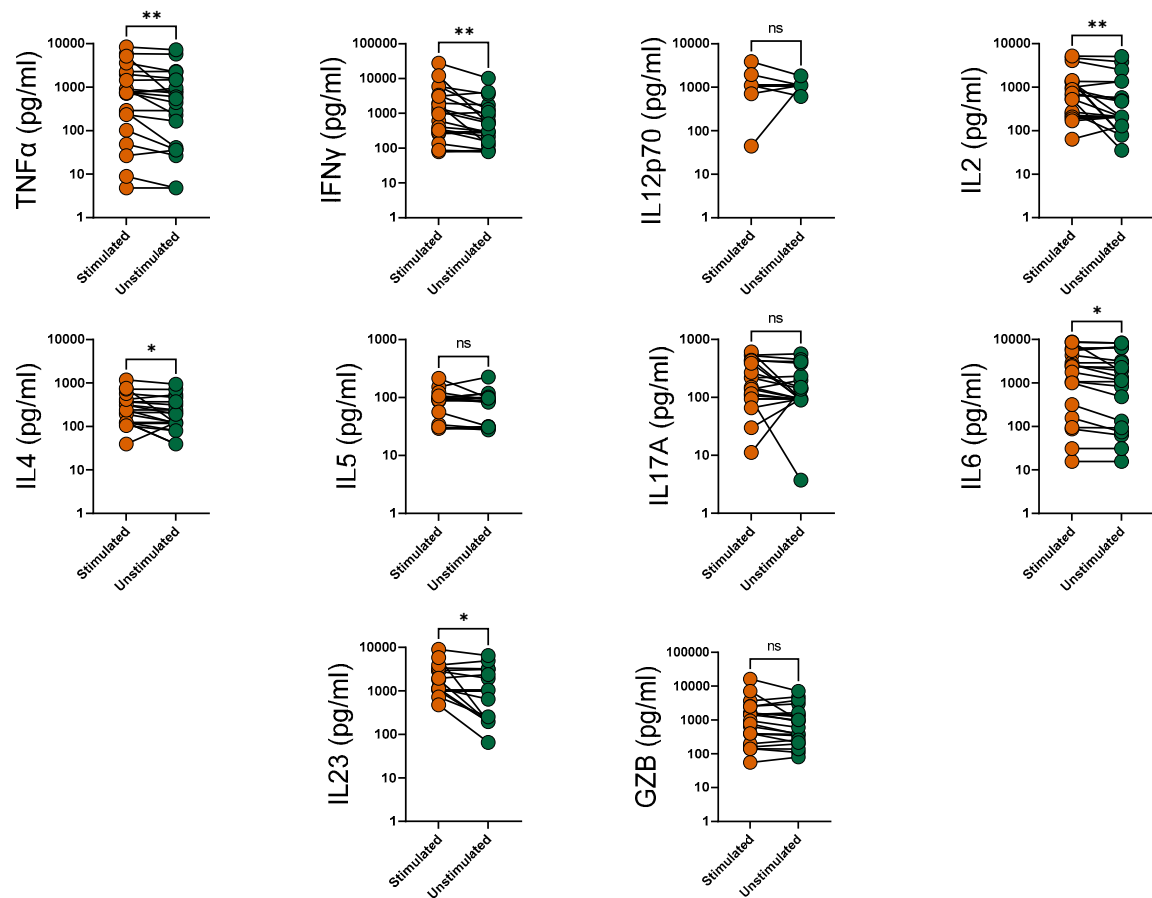 **
TNFα (pg/ml)
10000
1000
100
10
1
Stimulated
Unstimulated
**
IFNγ (pg/ml)
100000
10000
1000
100
10
1
Stimulated
Unstimulated
ns
IL12p70 (pg/ml)
10000
1000
100
10
1
Stimulated
Unstimulated
**
IL2 (pg/ml)
10000
1000
100
10
1
Stimulated
Unstimulated
*
IL4 (pg/ml)
10000
1000
100
10
1
Stimulated
Unstimulated
ns
IL5 (pg/ml)
1000
100
10
1
Stimulated
Unstimulated
ns
IL17A (pg/ml)
1000
100
10
1
Stimulated
Unstimulated
*
IL6 (pg/ml)
10000
1000
100
10
1
Stimulated
Unstimulated
*
IL23 (pg/ml)
10000
1000
100
10
1
Stimulated
Unstimulated
ns
GZB (pg/ml)
100000
10000
1000
100
10
1
Stimulated
Unstimulated